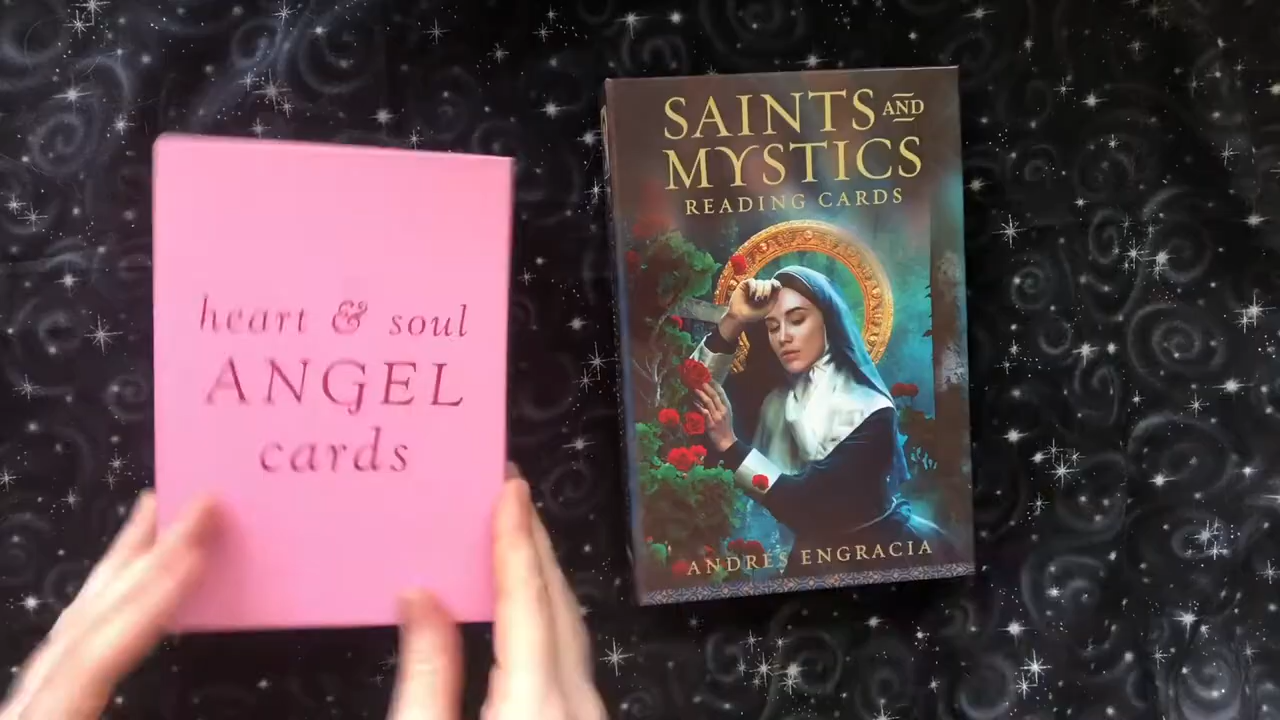 heart & soul
ANGEL
cards
SAINTS AND
MYSTICS
READING CARDS
ANDRES ENGRACIA